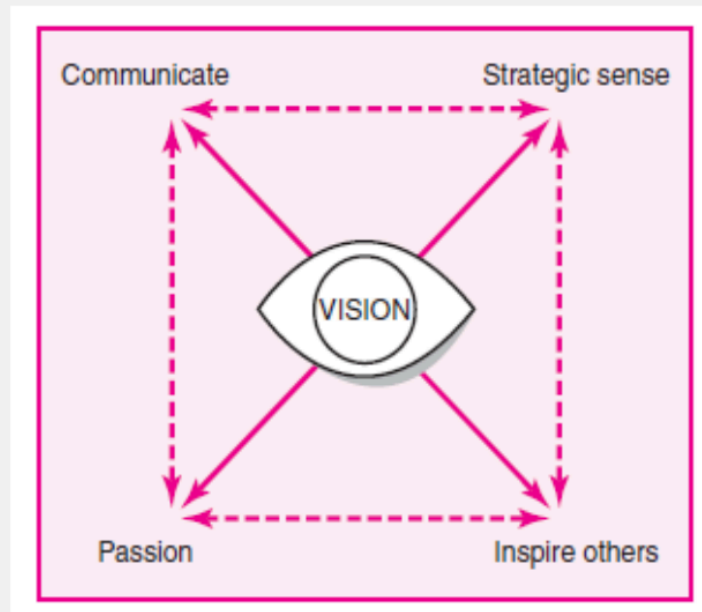 Communicate
Strategic sense
VISION
Passion
Inspire others